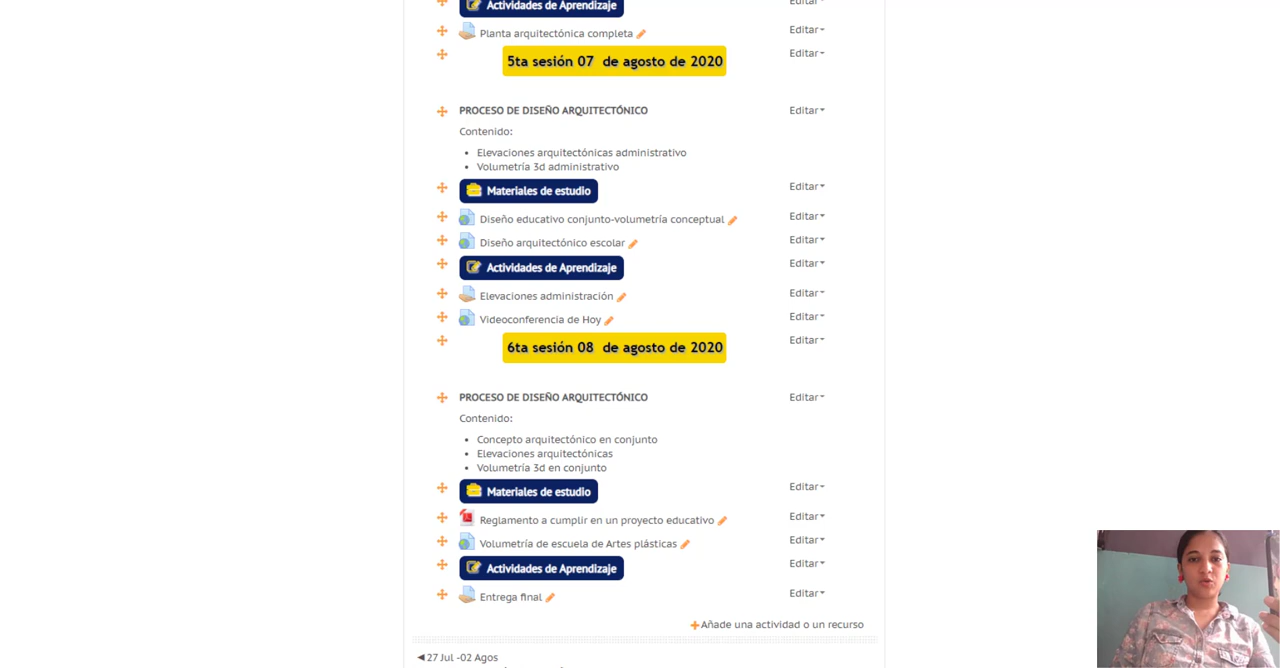 Actividades de Aprendizaje
Editar
Planta arquitectónica completa
Editar
5ta sesión 07 de agosto de 2020
Editar
PROCESO DE DISEÑO ARQUITECTÓNICO
Editar
Contenido:
Elevaciones arquitectónicas administrativo
Volumetría 3d administrativo
Materiales de estudio
Editar
Diseño educativo conjunto-volumetría conceptual
Editar
Diseño arquitectónico escolar
Editar
Actividades de Aprendizaje
Editar
Elevaciones administración
Editar
Videoconferencia de Hoy
Editar
6ta sesión 08 de agosto de 2020
Editar
PROCESO DE DISEÑO ARQUITECTÓNICO
Editar
Contenido:
Concepto arquitectónico en conjunto
Elevaciones arquitectónicas
Volumetría 3d en conjunto
Materiales de estudio
Editar
Reglamento a cumplir en un proyecto educativo
Editar
Volumetría de escuela de Artes plásticas
Editar
Actividades de Aprendizaje
Editar
Entrega final
Editar
Añade una actividad o un recurso
27 Jul -02 Agos